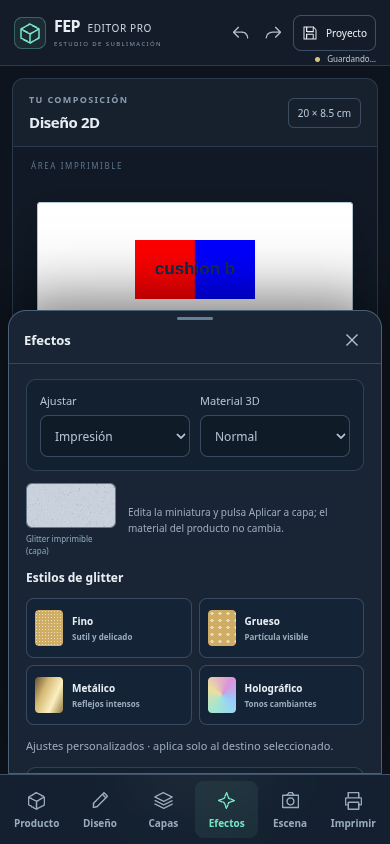 FEP EDITOR PRO
ESTUDIO DE SUBLIMACIÓN
Proyecto
Guardando...
TU COMPOSICIÓN
Diseño 2D
20 × 8.5 cm
ÁREA IMPRIMIBLE
cushion b
Efectos
Ajustar
Material 3D
Impresión
Normal
Glitter imprimible
(capa)
Edita la miniatura y pulsa Aplicar a capa; el
material del producto no cambia.
Estilos de glitter
Fino
Sutil y delicado
Grueso
Partícula visible
Metálico
Reflejos intensos
Holográfico
Tonos cambiantes
Ajustes personalizados · aplica solo al destino seleccionado.
Producto
Diseño
Capas
Efectos
Escena
Imprimir